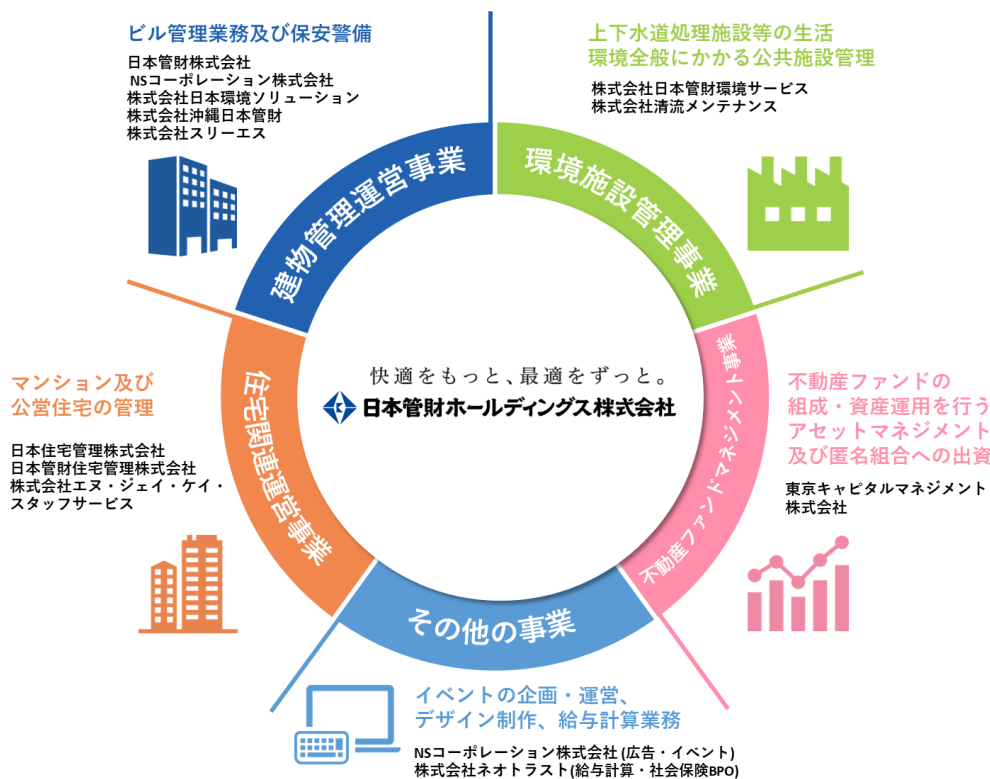 ビル管理業務及び保安警備
日本管財株式会社
NSコーポレーション株式会社
株式会社日本環境ソリューション
株式会社沖縄日本管財
株式会社スリーエス
建物管理運営事業
上下水道処理施設等の生活
環境全般にかかる公共施設管理
株式会社日本管財環境サービス
株式会社清流メンテナンス
環境施設管理事業
快適をもっと、最適をずっと。
日本管財ホールディングス株式会社
マンション及び
公営住宅の管理
日本住宅管理株式会社
日本管財住宅管理株式会社
株式会社エヌ・ジェイ・ケイ・
スタッフサービス
住宅関連運営事業
不動産ファンドの
組成・資産運用を行う
アセットマネジメント
及び匿名組合への出資
東京キャピタルマネジメント
株式会社
不動産ファンドマネジメント事業
その他の事業
イベントの企画・運営、
デザイン制作、給与計算業務
NSコーポレーション株式会社 (広告・イベント)
株式会社ネオトラスト(給与計算・社会保険BPO)